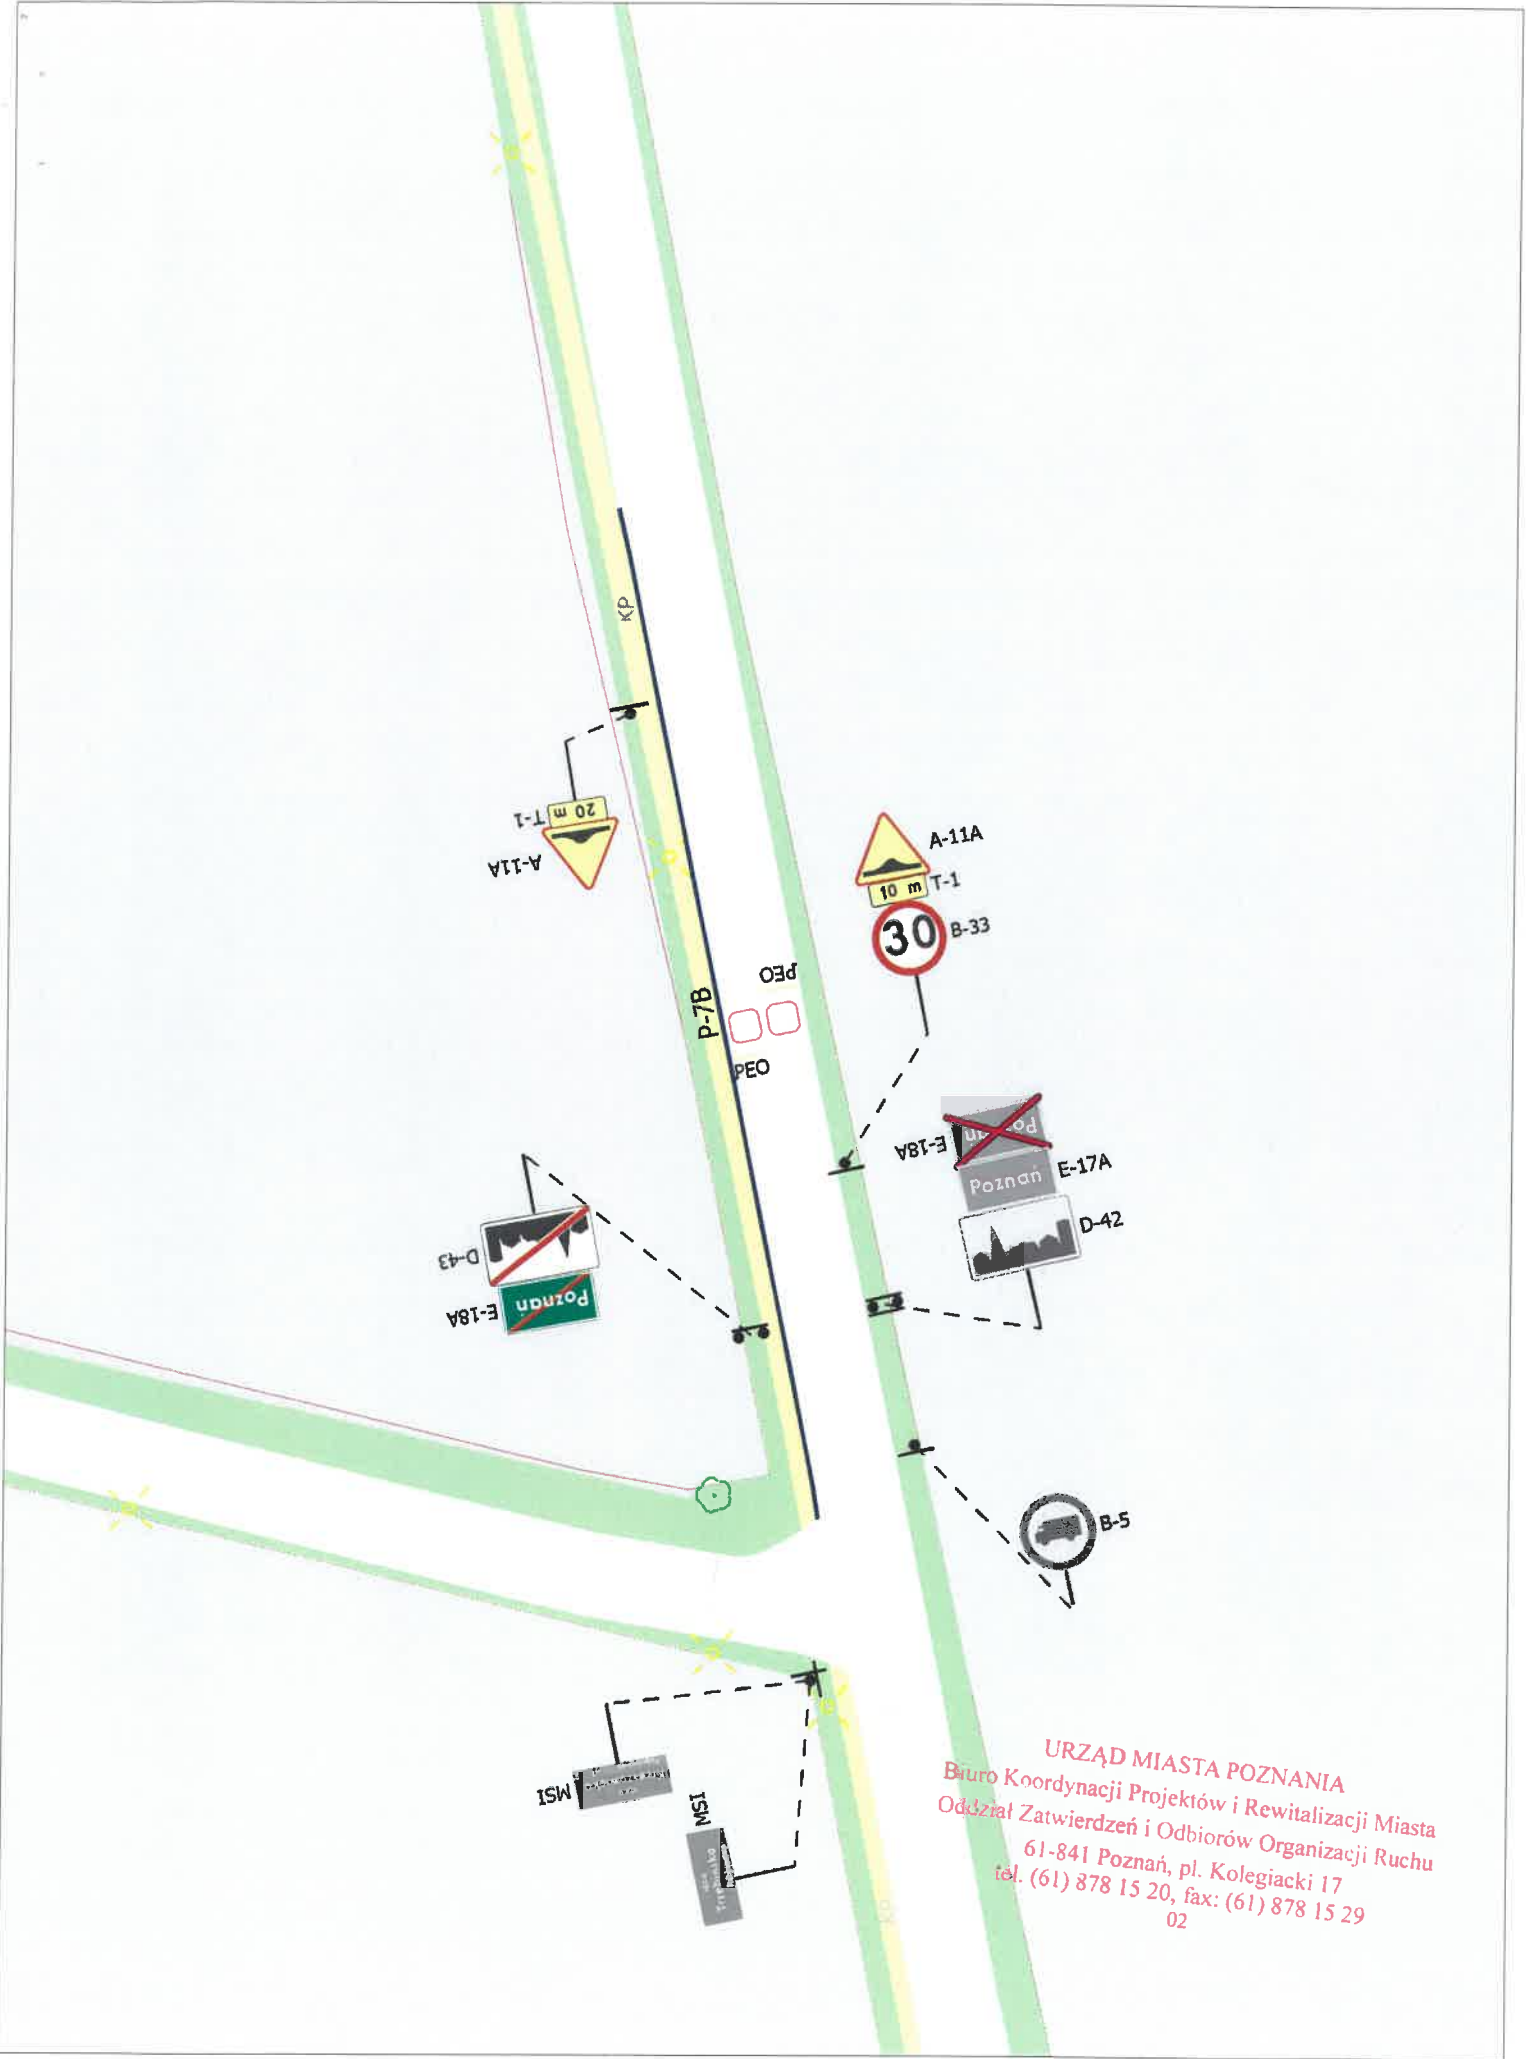 KP
20 m
T-1
A-11A
A-11A
10 m
T-1
30
B-33
PEO
P-7B
PEO
E-18A
Poznań
Poznań
E-17A
D-42
D-43
E-18A
Poznań
B-5
MSI
MSI
KP
URZĄD MIASTA POZNANIA
Biuro Koordynacji Projektów i Rewitalizacji Miasta
Oddział Zatwierdzeń i Odbiorów Organizacji Ruchu
61-841 Poznań, pl. Kolegiacki 17
tel. (61) 878 15 20, fax: (61) 878 15 29
02